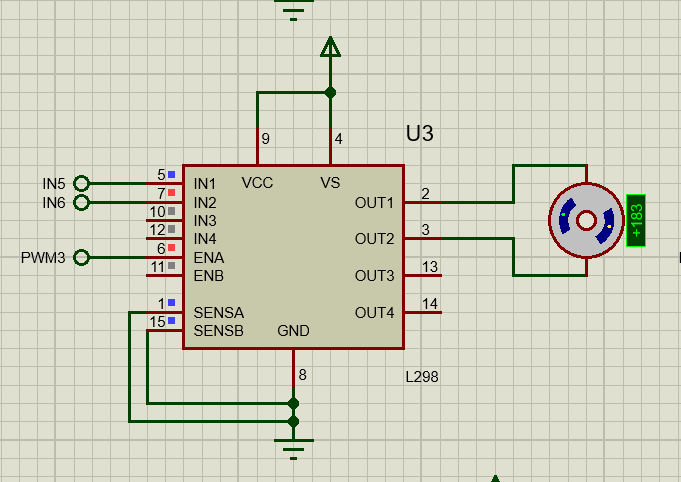 U3
9
4
VCC
VS
IN5
5
IN1
IN6
7
IN2
10
IN3
12
IN4
PWM3
6
ENA
11
ENB
1
SENSA
15
SENSB
GND
8
OUT1
2
OUT2
3
OUT3
13
OUT4
14
L298
+183